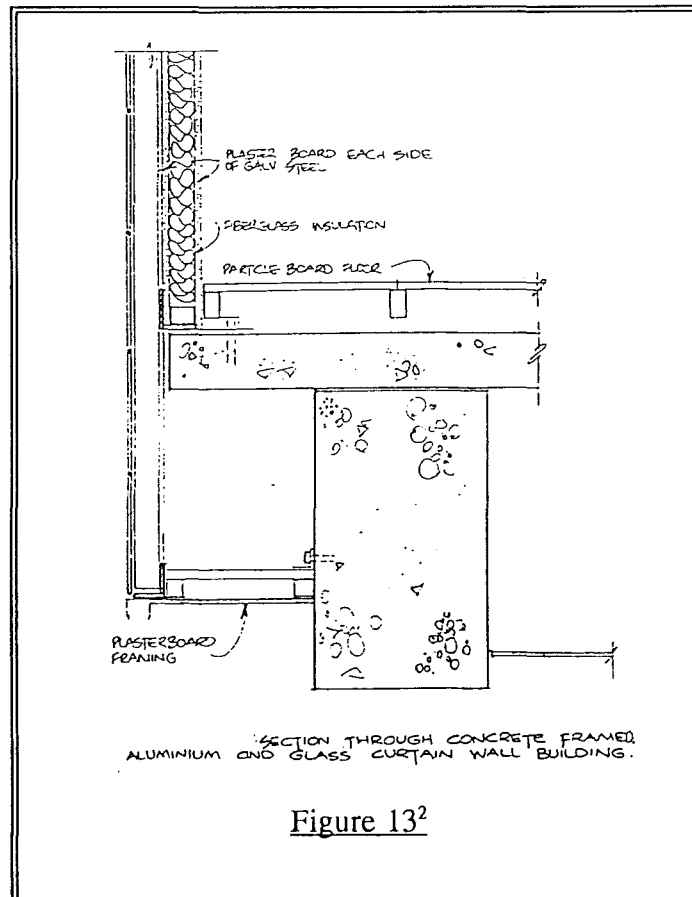 PLASTER BOARD EACH SIDE
OF GALV STEEL
FIBERGLASS INSULATION
PARTICLE BOARD FLOOR
PLASTERBOARD
FRAMING
SECTION THROUGH CONCRETE FRAMED
ALUMINIUM AND GLASS CURTAIN WALL BUILDING.
Figure 13²